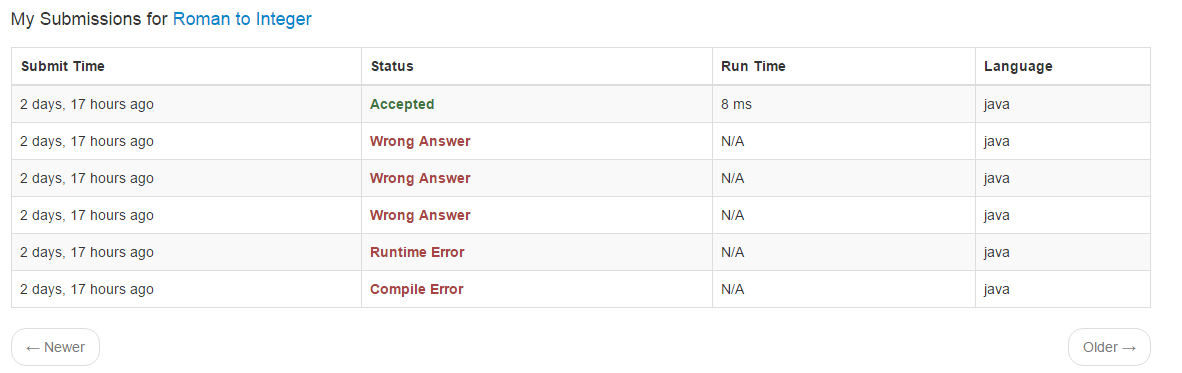 My Submissions for Roman to Integer
Submit Time Status Run Time Language
2 days, 17 hours ago Accepted 8 ms java
2 days, 17 hours ago Wrong Answer N/A java
2 days, 17 hours ago Wrong Answer N/A java
2 days, 17 hours ago Wrong Answer N/A java
2 days, 17 hours ago Runtime Error N/A java
2 days, 17 hours ago Compile Error N/A java
← Newer Older →